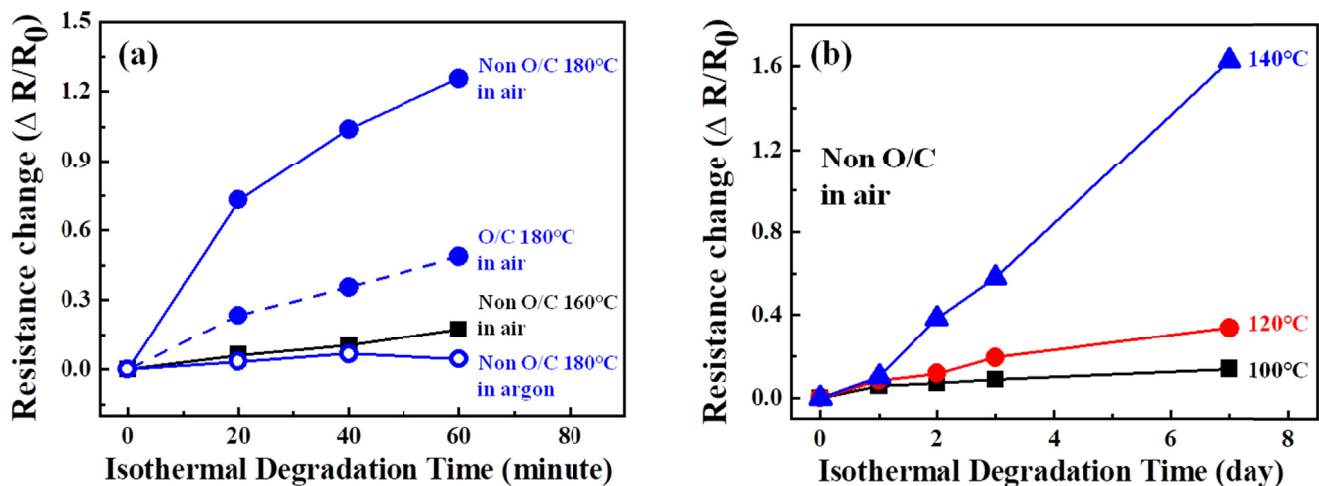 (a)
Resistance change (Δ R/R₀)
1.5
1.2
0.9
0.6
0.3
0.0
Non O/C 180°C
in air
O/C 180°C
in air
Non O/C 160°C
in air
Non O/C 180°C
in argon
0
20
40
60
80
Isothermal Degradation Time (minute)
(b)
Resistance change (Δ R/R₀)
1.6
1.2
0.8
0.4
0.0
Non O/C
in air
140°C
120°C
100°C
0
2
4
6
8
Isothermal Degradation Time (day)